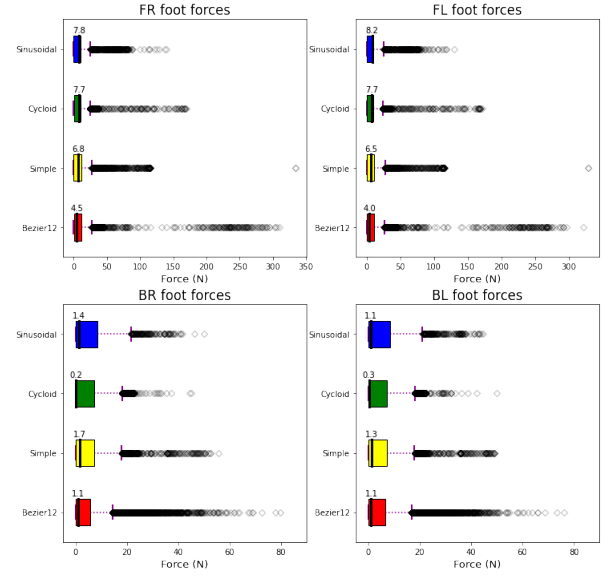 FR foot forces
7.8
Sinusoidal
7.7
Cycloid
6.8
Simple
4.5
Bezier12
0 50 100 150 200 250 300 350
Force (N)
FL foot forces
8.2
Sinusoidal
7.7
Cycloid
6.5
Simple
4.0
Bezier12
0 50 100 150 200 250 300
Force (N)
BR foot forces
1.4
Sinusoidal
0.2
Cycloid
1.7
Simple
1.1
Bezier12
0 20 40 60 80
Force (N)
BL foot forces
1.1
Sinusoidal
0.3
Cycloid
1.3
Simple
1.1
Bezier12
0 20 40 60 80
Force (N)